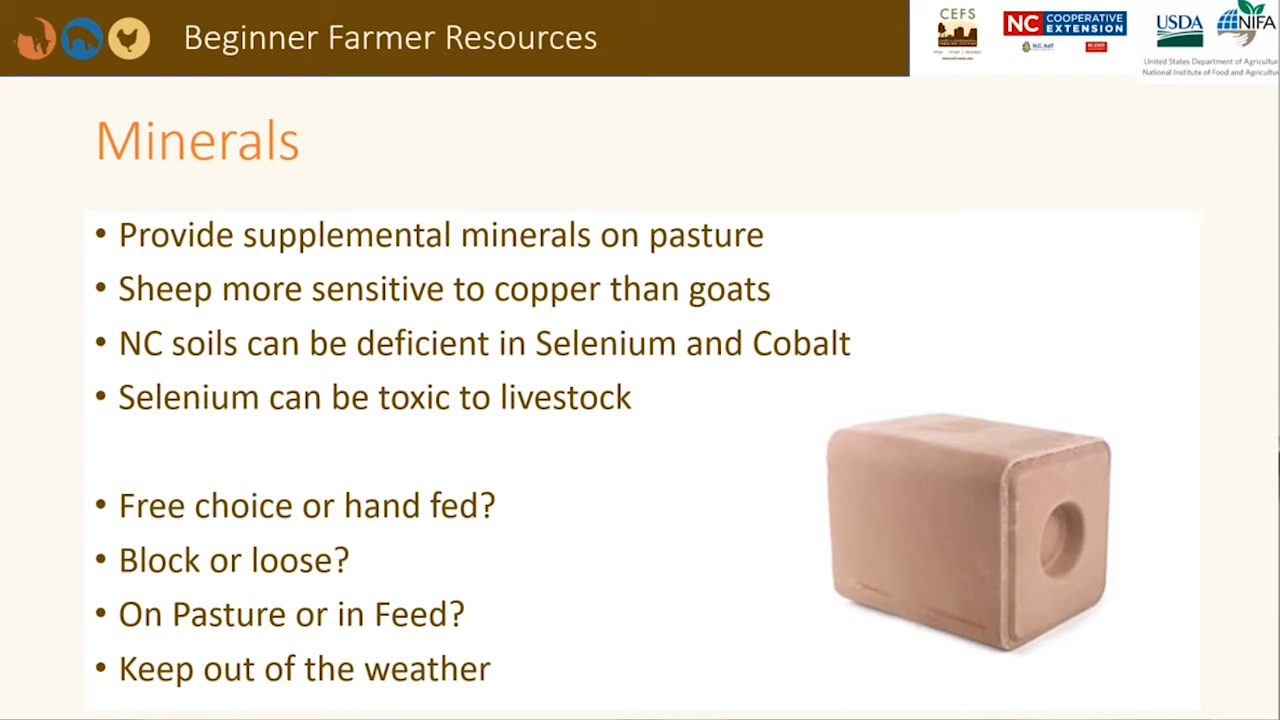 Beginner Farmer Resources
CEFS
NC COOPERATIVE
EXTENSION
USDA
NIFA
United States Department of Agricultur
National Institute of Food and Agricultur
Minerals
• Provide supplemental minerals on pasture
• Sheep more sensitive to copper than goats
• NC soils can be deficient in Selenium and Cobalt
• Selenium can be toxic to livestock
• Free choice or hand fed?
• Block or loose?
• On Pasture or in Feed?
• Keep out of the weather